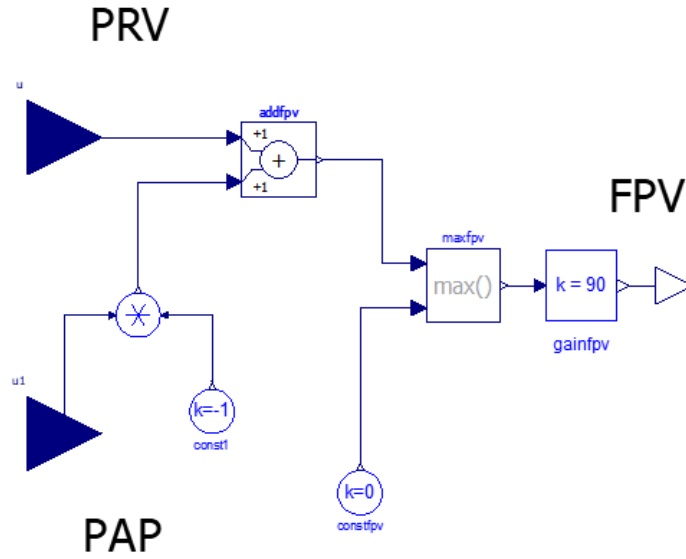 PRV
u
addfpv
+1
+
+1
FPV
maxfpv
max()
k = 90
gainfpv
u1
k=-1
const1
k=0
constfpv
PAP